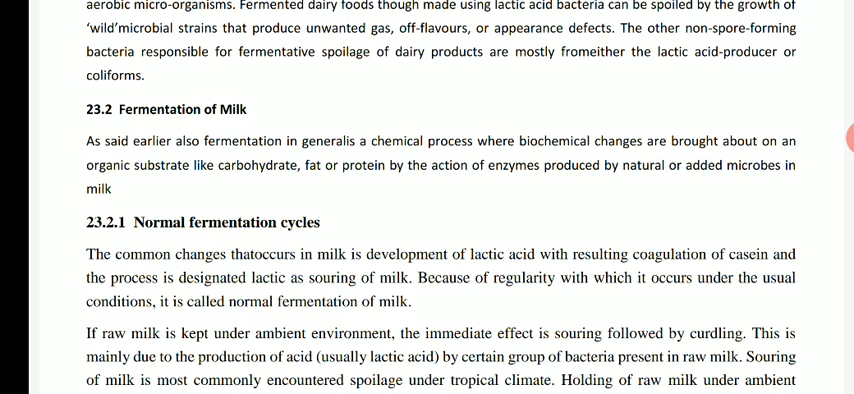 aerobic micro-organisms. Fermented dairy foods though made using lactic acid bacteria can be spoiled by the growth of
‘wild’microbial strains that produce unwanted gas, off-flavours, or appearance defects. The other non-spore-forming
bacteria responsible for fermentative spoilage of dairy products are mostly fromeither the lactic acid-producer or
coliforms.
23.2 Fermentation of Milk
As said earlier also fermentation in generalis a chemical process where biochemical changes are brought about on an
organic substrate like carbohydrate, fat or protein by the action of enzymes produced by natural or added microbes in
milk
23.2.1 Normal fermentation cycles
The common changes thatoccurs in milk is development of lactic acid with resulting coagulation of casein and
the process is designated lactic as souring of milk. Because of regularity with which it occurs under the usual
conditions, it is called normal fermentation of milk.
If raw milk is kept under ambient environment, the immediate effect is souring followed by curdling. This is
mainly due to the production of acid (usually lactic acid) by certain group of bacteria present in raw milk. Souring
of milk is most commonly encountered spoilage under tropical climate. Holding of raw milk under ambient